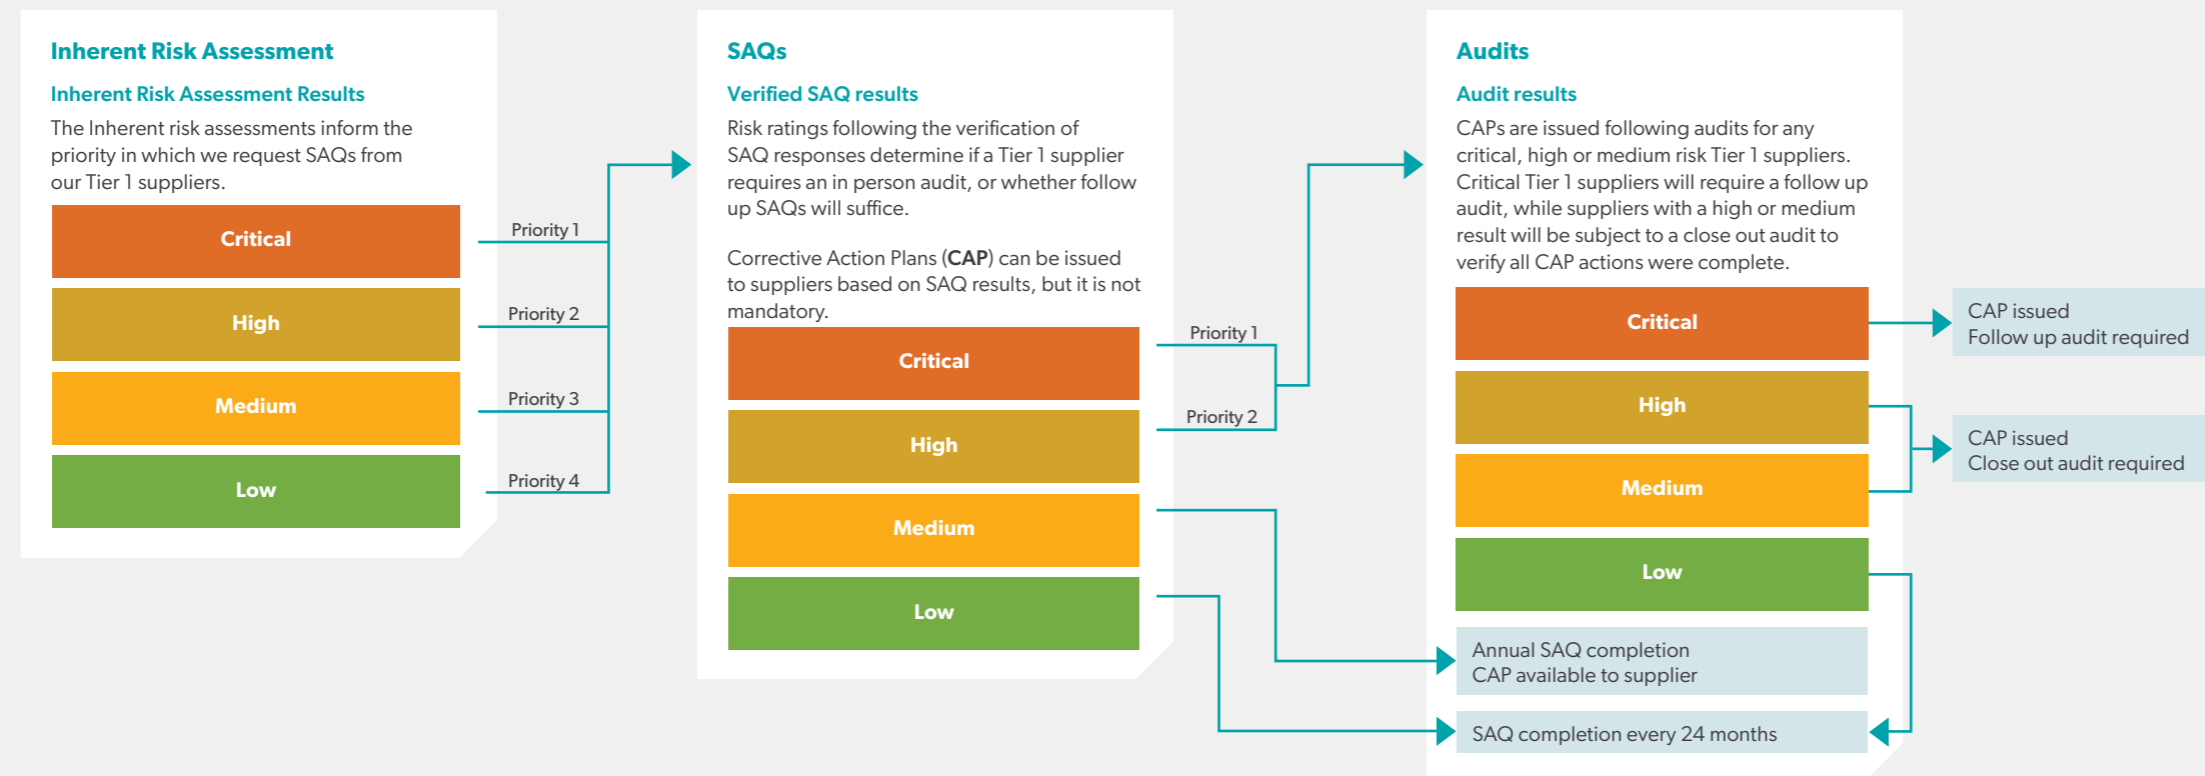 Inherent Risk Assessment
Inherent Risk Assessment Results
The Inherent risk assessments inform the
priority in which we request SAQs from
our Tier 1 suppliers.
Critical
High
Medium
Low
Priority 1
Priority 2
Priority 3
Priority 4
SAQs
Verified SAQ results
Risk ratings following the verification of
SAQ responses determine if a Tier 1 supplier
requires an in person audit, or whether follow
up SAQs will suffice.
Corrective Action Plans (CAP) can be issued
to suppliers based on SAQ results, but it is not
mandatory.
Critical
High
Medium
Low
Priority 1
Priority 2
Audits
Audit results
CAPs are issued following audits for any
critical, high or medium risk Tier 1 suppliers.
Critical Tier 1 suppliers will require a follow up
audit, while suppliers with a high or medium
result will be subject to a close out audit to
verify all CAP actions were complete.
Critical
High
Medium
Low
Annual SAQ completion
CAP available to supplier
SAQ completion every 24 months
CAP issued
Follow up audit required
CAP issued
Close out audit required